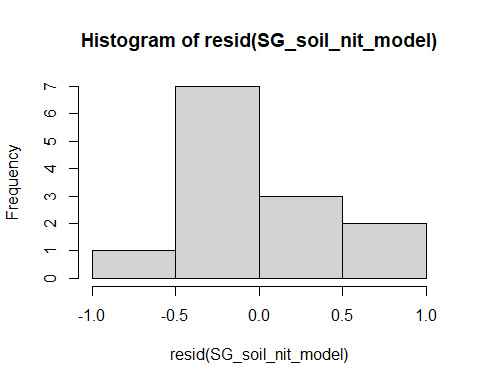 Histogram of resid(SG_soil_nit_model)
Frequency
7
6
5
4
3
2
1
0
-1.0 -0.5 0.0 0.5 1.0
resid(SG_soil_nit_model)